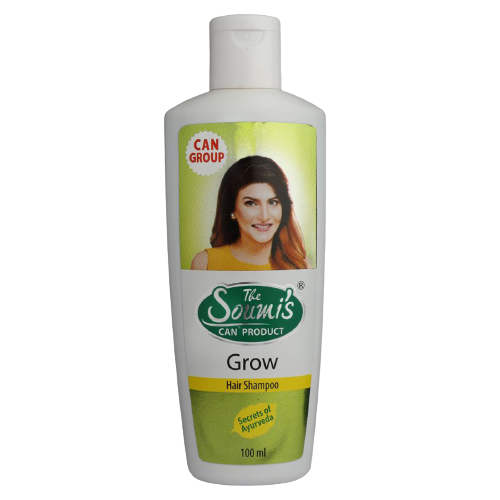 CAN
GROUP
The
Soumi's
®
CAN PRODUCT
Grow
Hair Shampoo
Secrets of
Ayurveda
100 ml